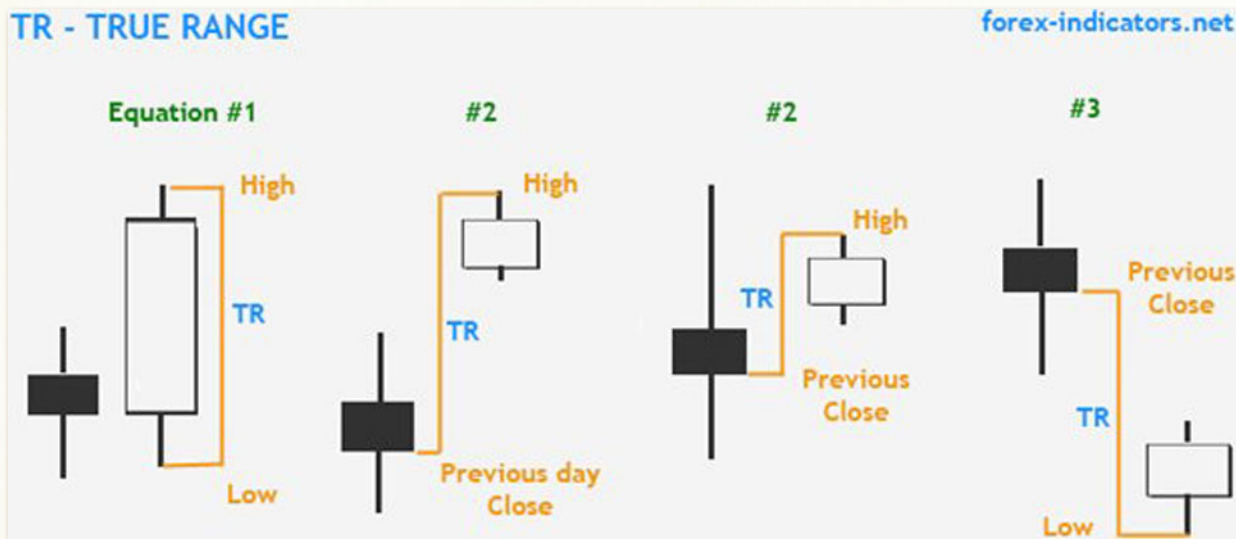 TR - TRUE RANGE
forex-indicators.net
Equation #1
#2
#2
#3
High
TR
Low
High
TR
Previous day
Close
High
TR
Previous
Close
Previous
Close
TR
Low